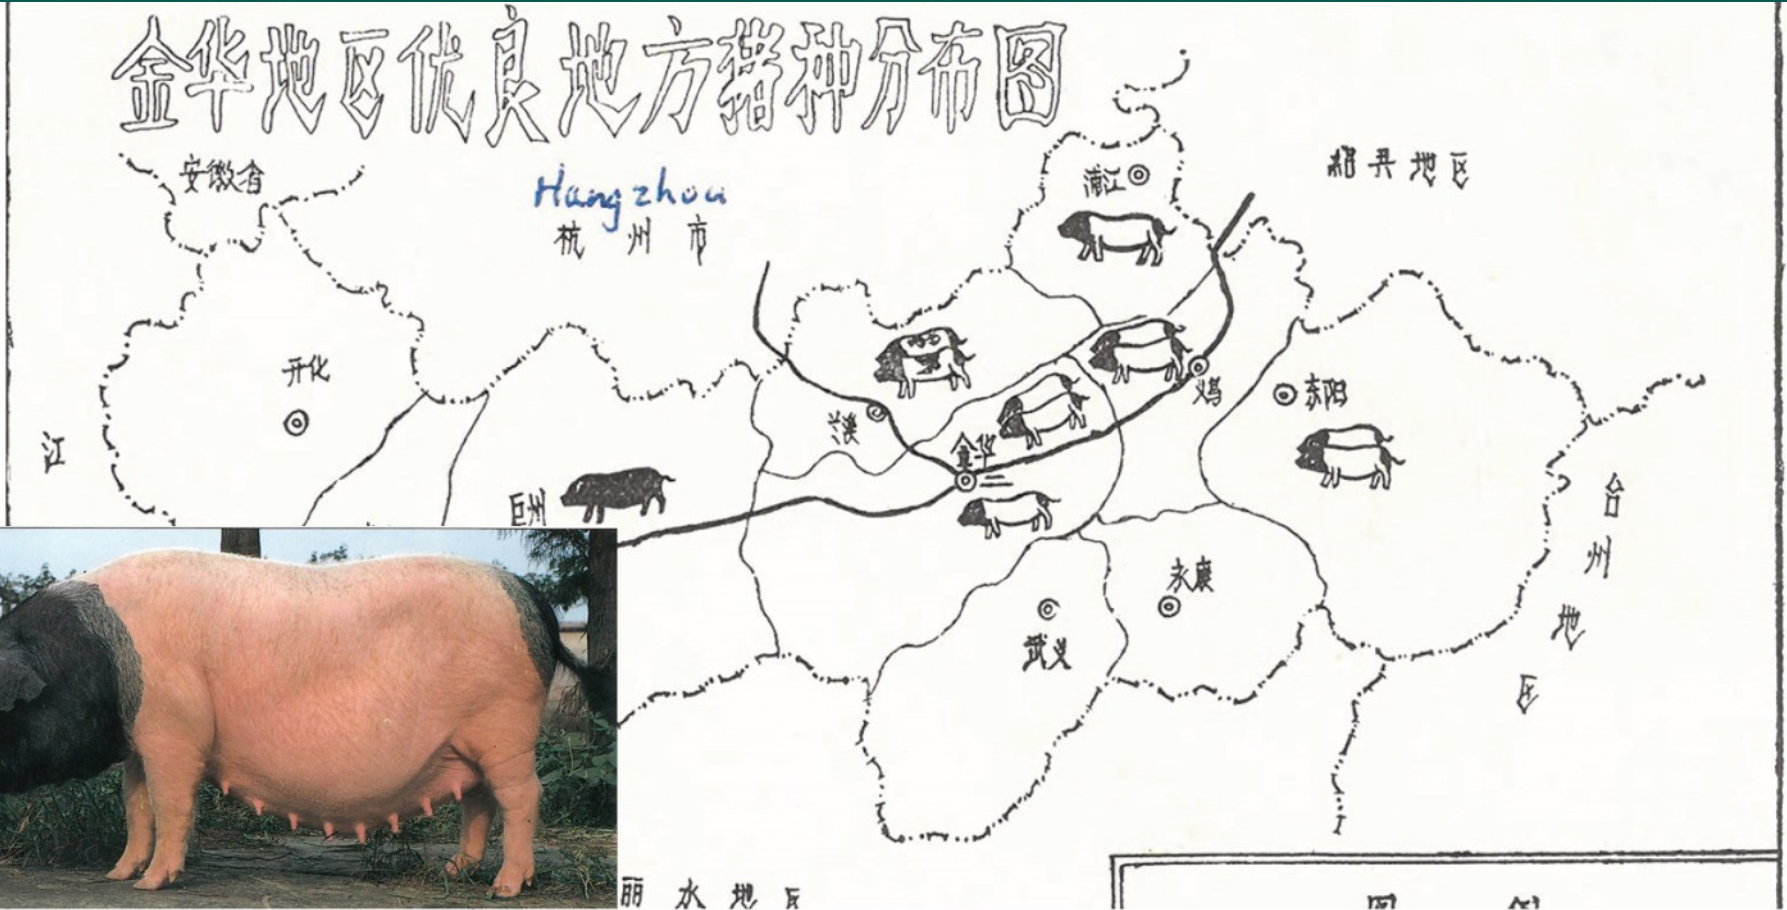 金华地区优良地方猪种分布图
安徽省
Hangzhou
杭州市
浦江
绍兴地区
开化
江
兰溪
义乌
东阳
金华
巨州
台州地区
永康
武义
丽水地区